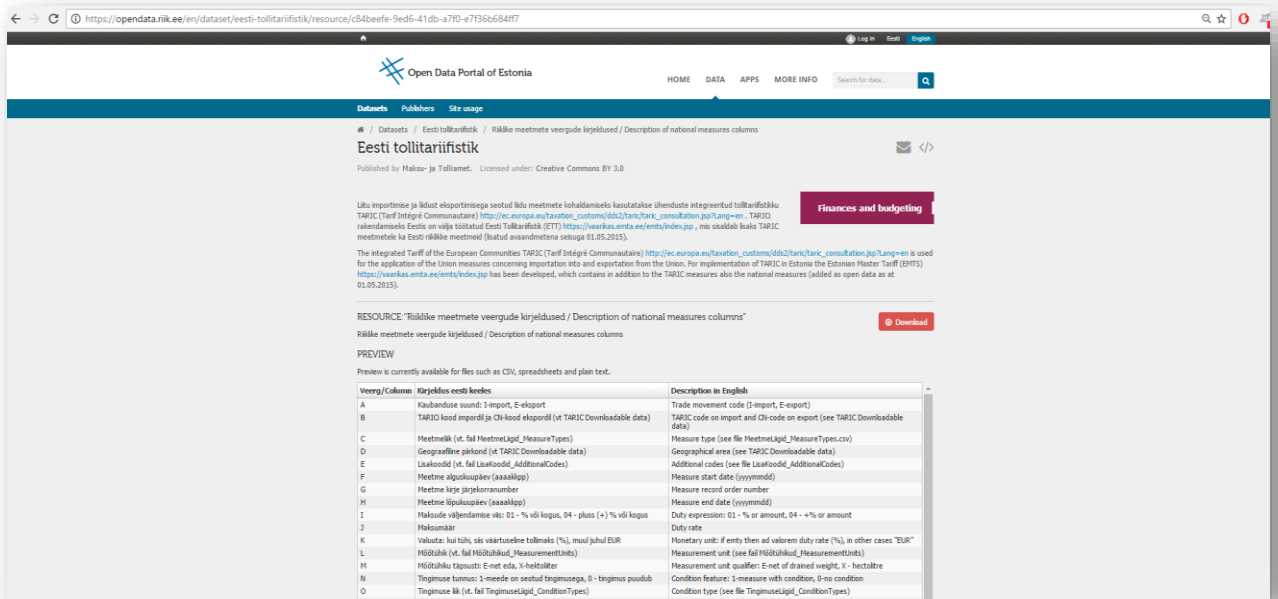 https://opendata.riik.ee/en/dataset/eesti-tollitariifistik/resource/c84beefe-9ed6-41db-a7f0-e7f36b684ff7
Log in Eesti English
Open Data Portal of Estonia
HOME DATA APPS MORE INFO Search for data...
Datasets Publishers Site usage
/ Datasets / Eesti tollitariifistik / Riiklike meetmete veergude kirjeldused / Description of national measures columns
Eesti tollitariifistik
Published by Maksu- ja Tolliamet. Licensed under: Creative Commons BY 3.0
Liitu importimise ja liidust eksportimisega seotud liidu meetmete kohaldamiseks kasutatakse ühenduste integreeritud tollitariifistikku
TARIC (Tarif Intégré Communautaire) http://ec.europa.eu/taxation_customs/dds2/taric/taric_consultation.jsp?Lang=en . TARICi
rakendamiseks Eestis on välja töötatud Eesti Tollitariifistik (ETT) https://vaarikas.emta.ee/emts/index.jsp , mis sisaldab lisaks TARIC
meetmetele ka Eesti riiklikke meetmeid (lisatud avaandmetena seisuga 01.05.2015).
Finances and budgeting
The integrated Tariff of the European Communities TARIC (Tarif Intégré Communautaire) http://ec.europa.eu/taxation_customs/dds2/taric/taric_consultation.jsp?Lang=en is used
for the application of the Union measures concerning importation into and exportation from the Union. For implementation of TARIC in Estonia the Estonian Master Tariff (EMTS)
https://vaarikas.emta.ee/emts/index.jsp has been developed, which contains in addition to the TARIC measures also the national measures (added as open data as at
01.05.2015).
RESOURCE:"Riiklike meetmete veergude kirjeldused / Description of national measures columns"
Download
Riiklike meetmete veergude kirjeldused / Description of national measures columns
PREVIEW
Preview is currently available for files such as CSV, spreadsheets and plain text.
Veerg/Column Kirjeldus eesti keeles Description in English
A Kaubanduse suund: I-import, E-eksport Trade movement code (I-import, E-export)
B TARICi kood impordil ja CN-kood ekspordil (vt TARIC Downloadable data) TARIC code on import and CN-code on export (see TARIC Downloadable
data)
C Meetmeliik (vt. fail MeetmeLiigid_MeasureTypes) Measure type (see file MeetmeLiigid_MeasureTypes.csv)
D Geograafiline piirkond (vt TARIC Downloadable data) Geographical area (see TARIC Downloadable data)
E Lisakoodid (vt. fail LisaKoodid_AdditionalCodes) Additional codes (see file LisaKoodid_AdditionalCodes)
F Meetme alguskuupäev (aaaakkpp) Measure start date (yyyymmdd)
G Meetme kirje järjekorranumber Measure record order number
H Meetme lõpukuupäev (aaaakkpp) Measure end date (yyyymmdd)
I Maksude väljendamise viis: 01 - % või kogus, 04 - pluss (+) % või kogus Duty expression: 01 - % or amount, 04 - +% or amount
J Maksumäär Duty rate
K Valuuta: kui tühi, siis väärtuseline tollimaks (%), muul juhul EUR Monetary unit: if emty then ad valorem duty rate (%), in other cases "EUR"
L Mõõtühik (vt. fail Mõõtühikud_MeasurementUnits) Measurement unit (see fail Mõõtühikud_MeasurementUnits)
M Mõõtühiku täpsusti: E-net eda, X-hektoliiter Measurement unit qualifier: E-net of drained weight, X - hectolitre
N Tingimuse tunnus: 1-meede on seotud tingimusega, 0 - tingimus puudub Condition feature: 1-measure with condition, 0-no condition
O Tingimuse liik (vt. fail TingimuseLiigid_ConditionTypes) Condition type (see file TingimuseLiigid_ConditionTypes)